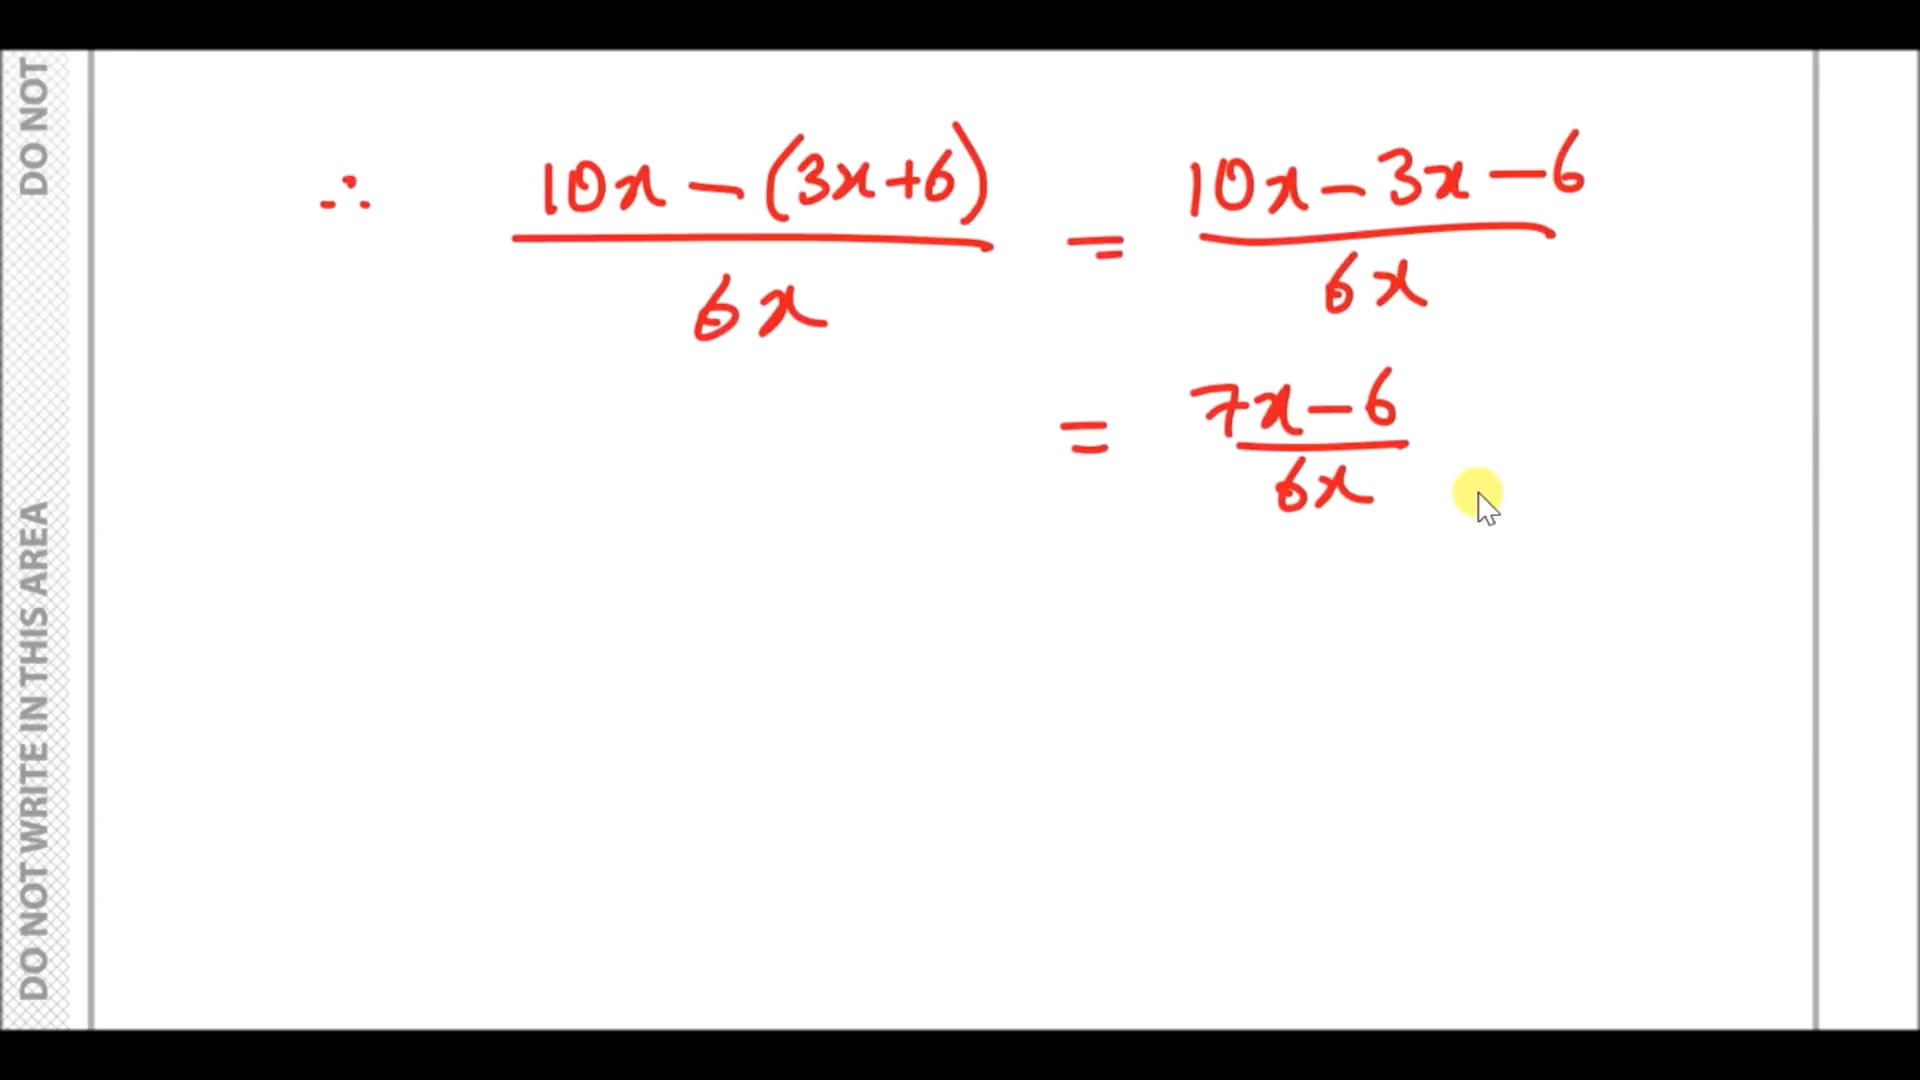 DO NOT
DO NOT WRITE IN THIS AREA
∴ (10x - (3x+6))/6x = (10x - 3x - 6)/6x
= (7x - 6)/6x